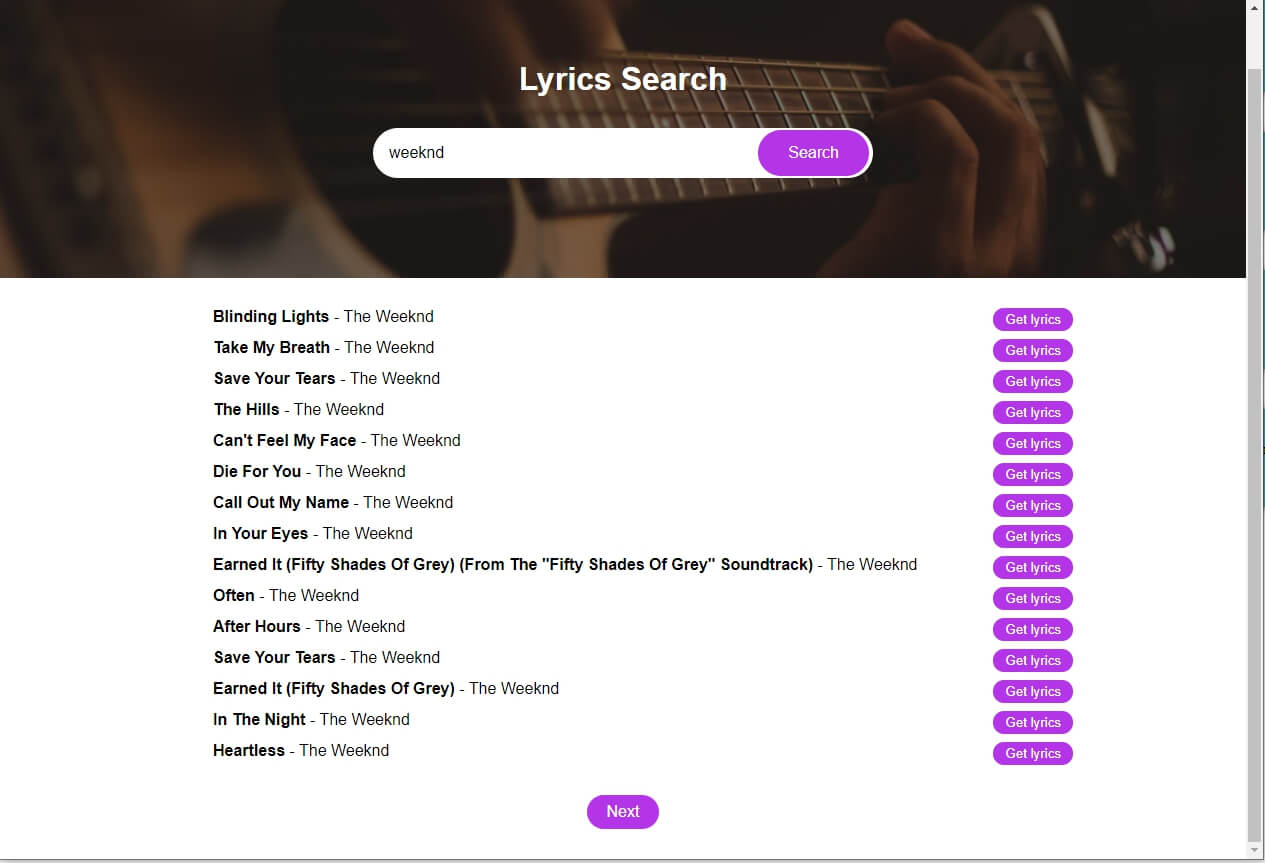 Lyrics Search
weeknd Search
Blinding Lights - The Weeknd Get lyrics
Take My Breath - The Weeknd Get lyrics
Save Your Tears - The Weeknd Get lyrics
The Hills - The Weeknd Get lyrics
Can't Feel My Face - The Weeknd Get lyrics
Die For You - The Weeknd Get lyrics
Call Out My Name - The Weeknd Get lyrics
In Your Eyes - The Weeknd Get lyrics
Earned It (Fifty Shades Of Grey) (From The "Fifty Shades Of Grey" Soundtrack) - The Weeknd Get lyrics
Often - The Weeknd Get lyrics
After Hours - The Weeknd Get lyrics
Save Your Tears - The Weeknd Get lyrics
Earned It (Fifty Shades Of Grey) - The Weeknd Get lyrics
In The Night - The Weeknd Get lyrics
Heartless - The Weeknd Get lyrics
Next